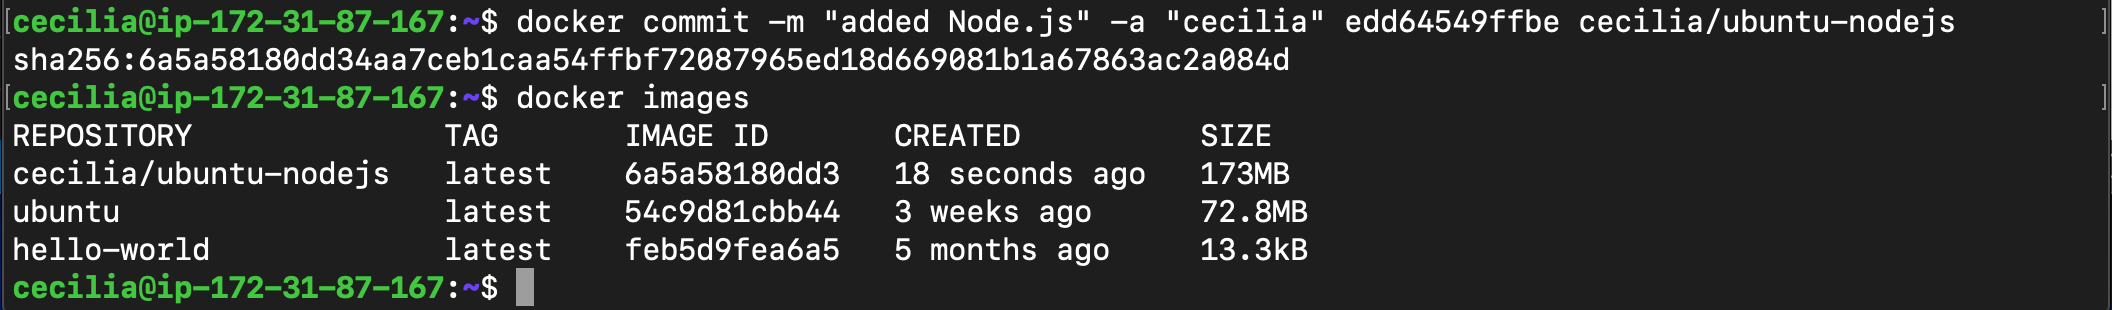 [cecilia@ip-172-31-87-167:~$ docker commit -m "added Node.js" -a "cecilia" edd64549ffbe cecilia/ubuntu-nodejs ]
sha256:6a5a58180dd34aa7ceb1caa54ffbf72087965ed18d669081b1a67863ac2a084d
[cecilia@ip-172-31-87-167:~$ docker images ]
REPOSITORY              TAG       IMAGE ID       CREATED          SIZE
cecilia/ubuntu-nodejs   latest    6a5a58180dd3   18 seconds ago   173MB
ubuntu                  latest    54c9d81cbb44   3 weeks ago      72.8MB
hello-world             latest    feb5d9fea6a5   5 months ago     13.3kB
cecilia@ip-172-31-87-167:~$